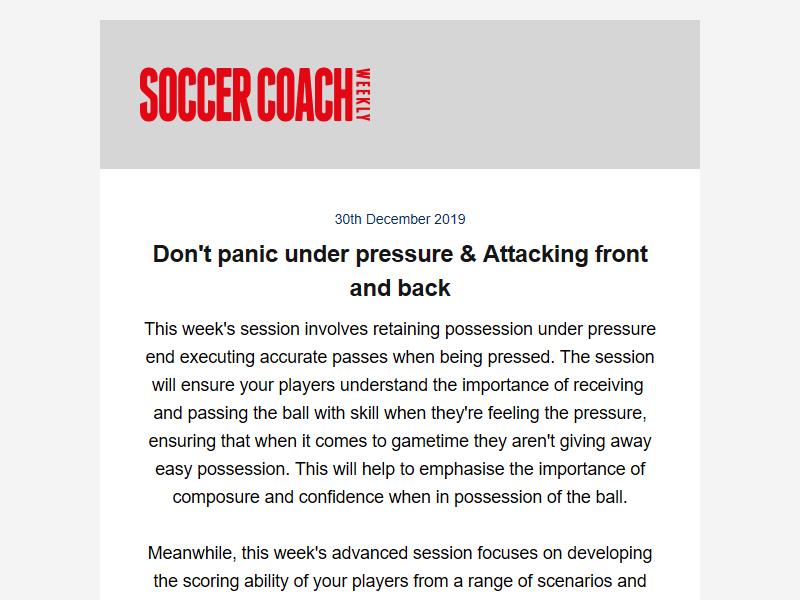 SOCCER COACH WEEKLY
30th December 2019
Don't panic under pressure & Attacking front
and back
This week's session involves retaining possession under pressure
end executing accurate passes when being pressed. The session
will ensure your players understand the importance of receiving
and passing the ball with skill when they're feeling the pressure,
ensuring that when it comes to gametime they aren't giving away
easy possession. This will help to emphasise the importance of
composure and confidence when in possession of the ball.
Meanwhile, this week's advanced session focuses on developing
the scoring ability of your players from a range of scenarios and